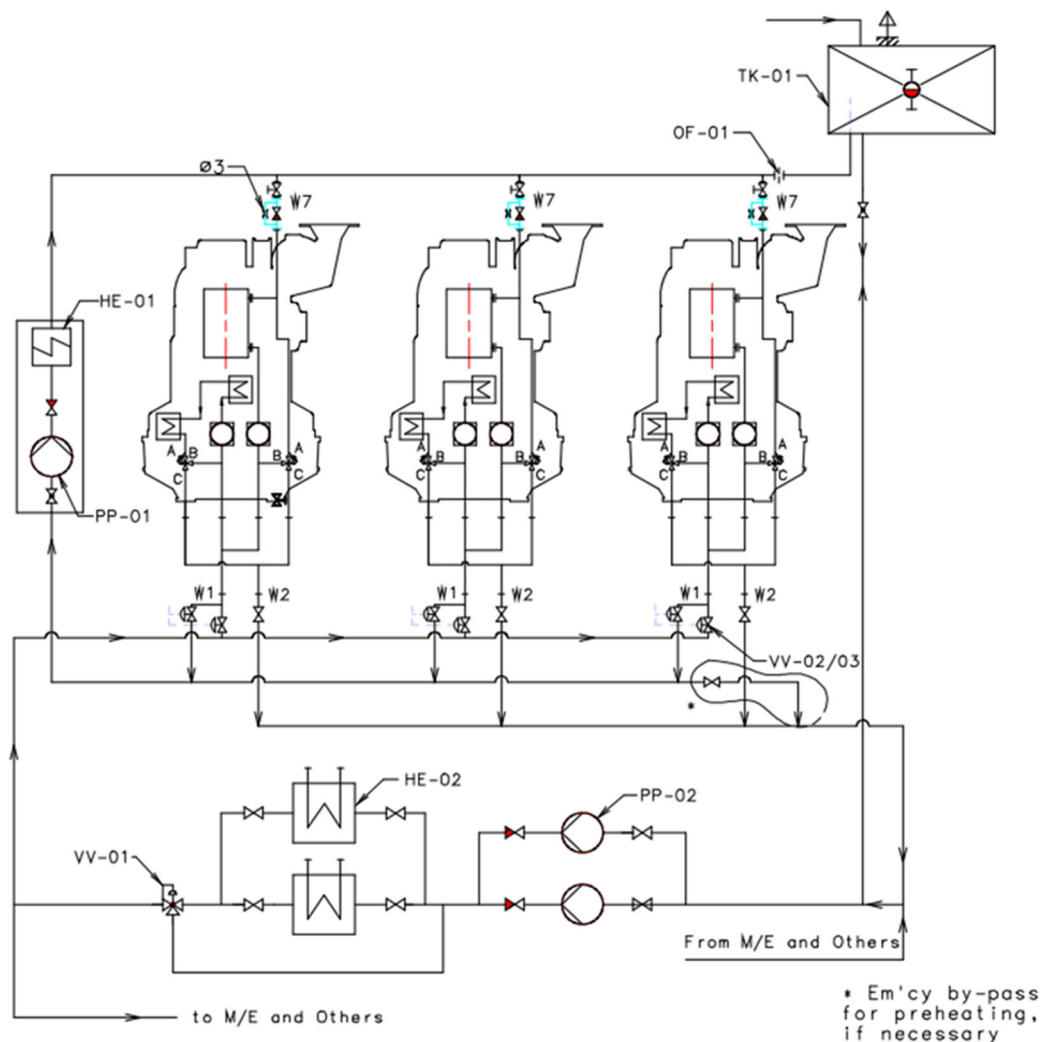 TK-01
OF-01
Ø3
W7
W7
W7
HE-01
A
B
A
C
C
A
B
A
C
C
A
B
A
C
C
PP-01
W1
W2
W1
W2
W1
W2
VV-02/03
*
HE-02
PP-02
VV-01
From M/E and Others
to M/E and Others
* Em'cy by-pass
for preheating,
if necessary